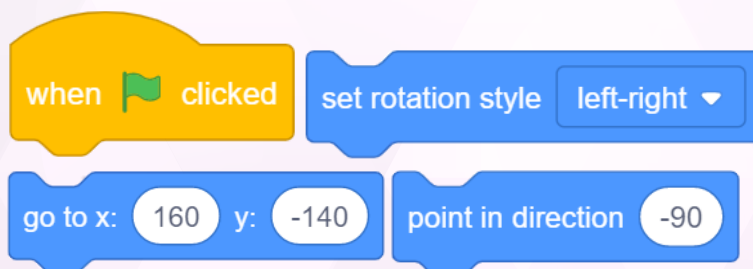 when clicked
set rotation style left-right
go to x: 160 y: -140
point in direction -90